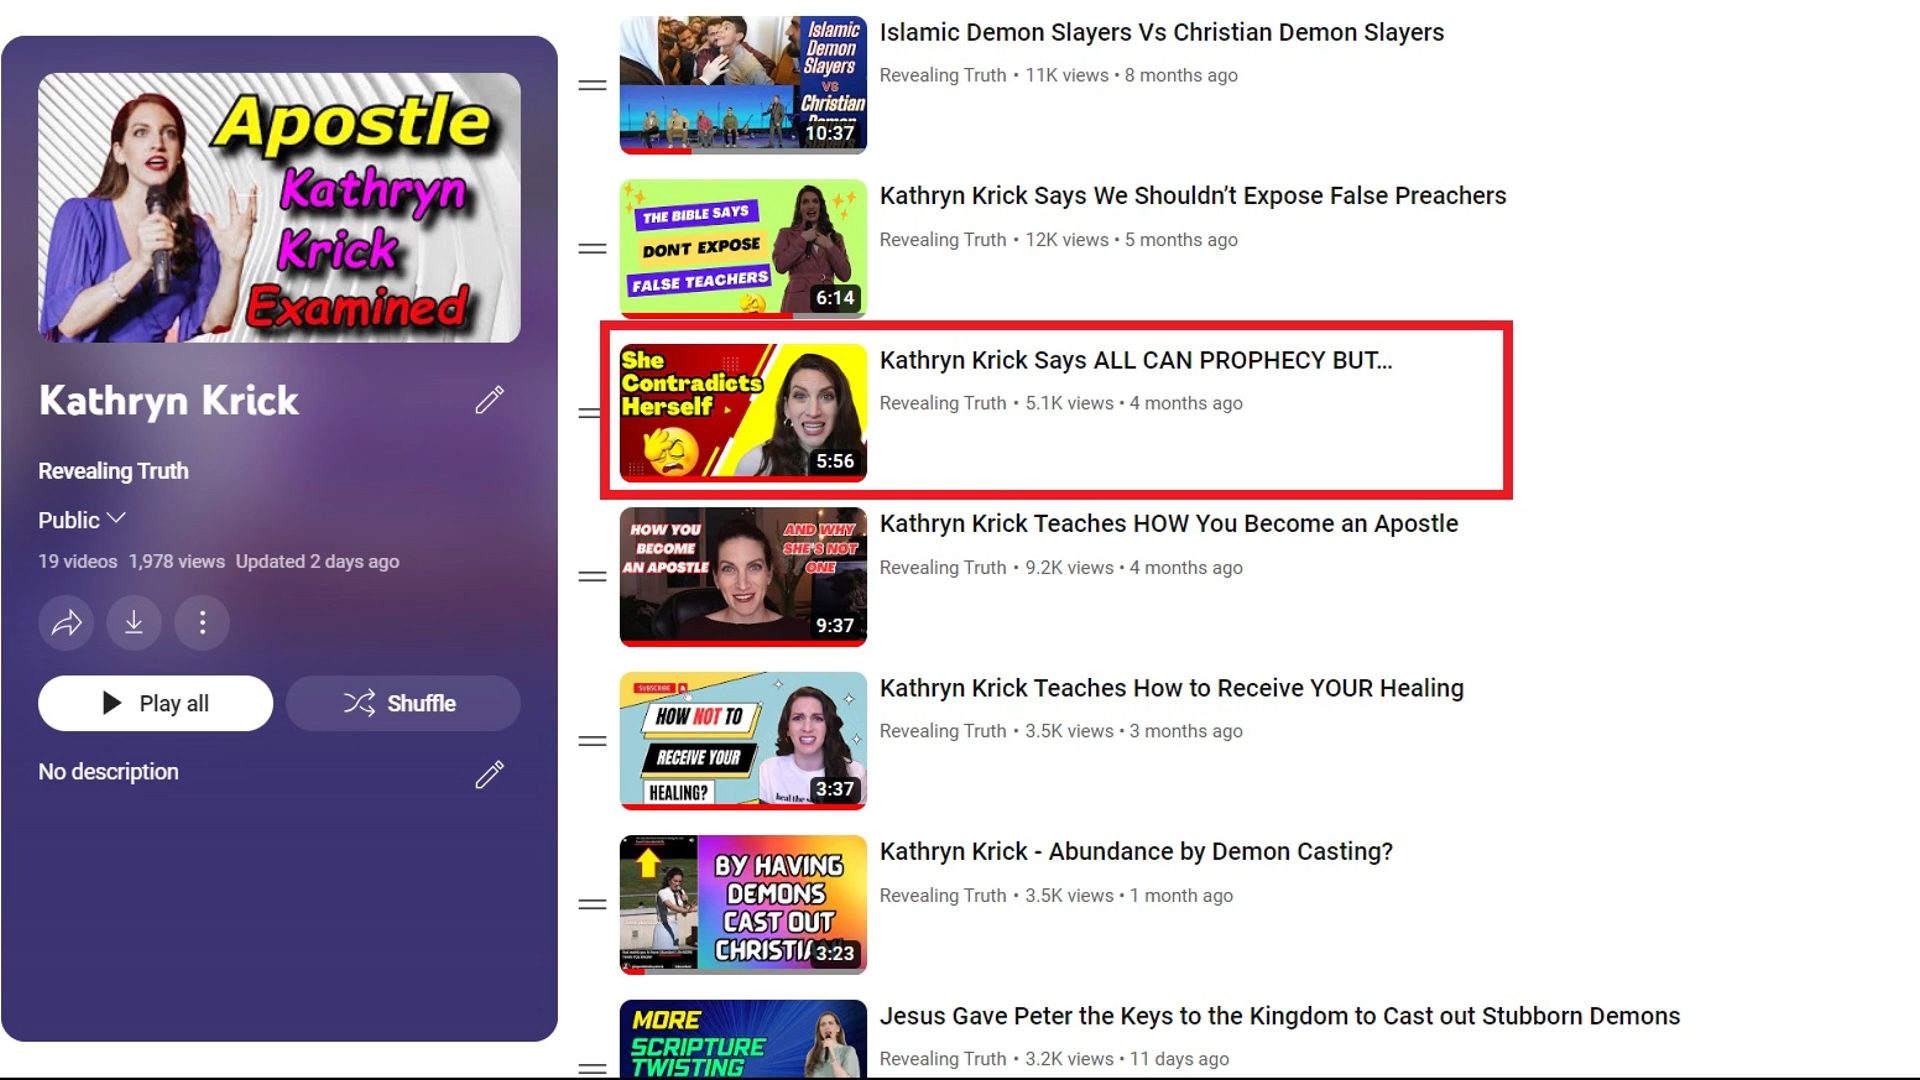 Apostle
Kathryn
Krick
Examined
Kathryn Krick
Revealing Truth
Public
19 videos 1,978 views Updated 2 days ago
Play all
Shuffle
No description
Islamic
Demon
Slayers
VS
Christian
Demon
10:37
Islamic Demon Slayers Vs Christian Demon Slayers
Revealing Truth • 11K views • 8 months ago
THE BIBLE SAYS
DONT EXPOSE
FALSE TEACHERS
6:14
Kathryn Krick Says We Shouldn’t Expose False Preachers
Revealing Truth • 12K views • 5 months ago
She
Contradicts
Herself
5:56
Kathryn Krick Says ALL CAN PROPHECY BUT...
Revealing Truth • 5.1K views • 4 months ago
HOW YOU
BECOME
AN APOSTLE
AND WHY
SHE'S NOT
ONE
9:37
Kathryn Krick Teaches HOW You Become an Apostle
Revealing Truth • 9.2K views • 4 months ago
SUBSCRIBE
HOW NOT TO
RECEIVE YOUR
HEALING?
heal the
3:37
Kathryn Krick Teaches How to Receive YOUR Healing
Revealing Truth • 3.5K views • 3 months ago
BY HAVING
DEMONS
CAST OUT
CHRISTIA
3:23
Kathryn Krick - Abundance by Demon Casting?
Revealing Truth • 3.5K views • 1 month ago
MORE
SCRIPTURE
TWISTING
Jesus Gave Peter the Keys to the Kingdom to Cast out Stubborn Demons
Revealing Truth • 3.2K views • 11 days ago